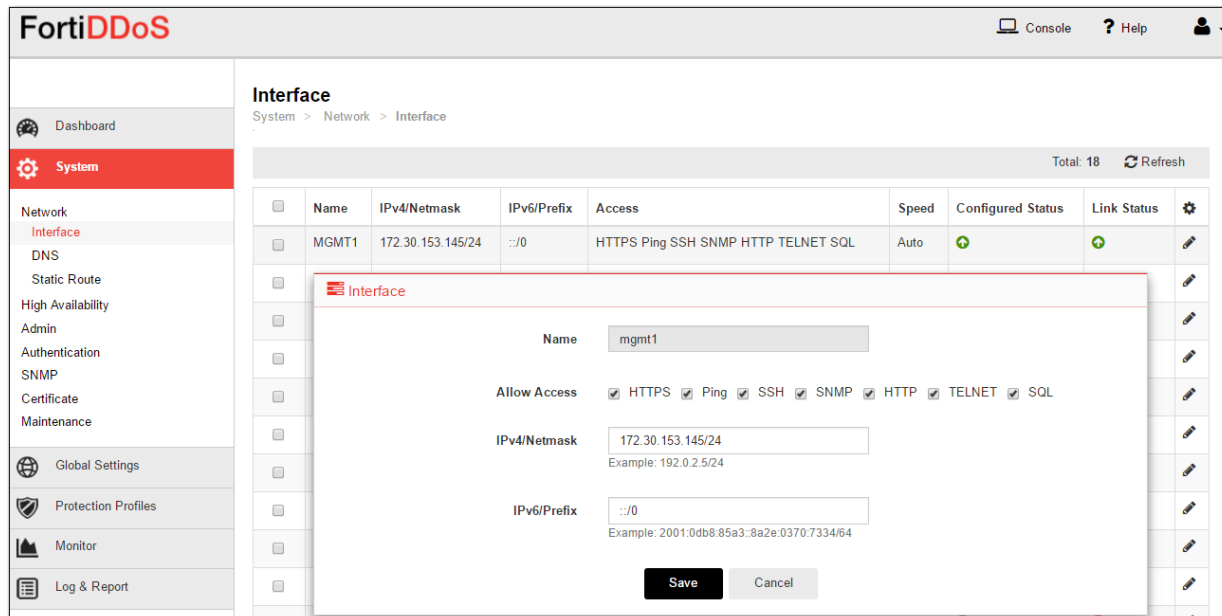 FortiDDoS
Console ? Help
Interface
System > Network > Interface
Dashboard
System
Total: 18 Refresh
Name IPv4/Netmask IPv6/Prefix Access Speed Configured Status Link Status
MGMT1 172.30.153.145/24 ::/0 HTTPS Ping SSH SNMP HTTP TELNET SQL Auto
Network
Interface
DNS
Static Route
High Availability
Admin
Authentication
SNMP
Certificate
Maintenance
Global Settings
Protection Profiles
Monitor
Log & Report
Interface
Name mgmt1
Allow Access HTTPS Ping SSH SNMP HTTP TELNET SQL
IPv4/Netmask 172.30.153.145/24
Example: 192.0.2.5/24
IPv6/Prefix ::/0
Example: 2001:0db8:85a3::8a2e:0370:7334/64
Save Cancel